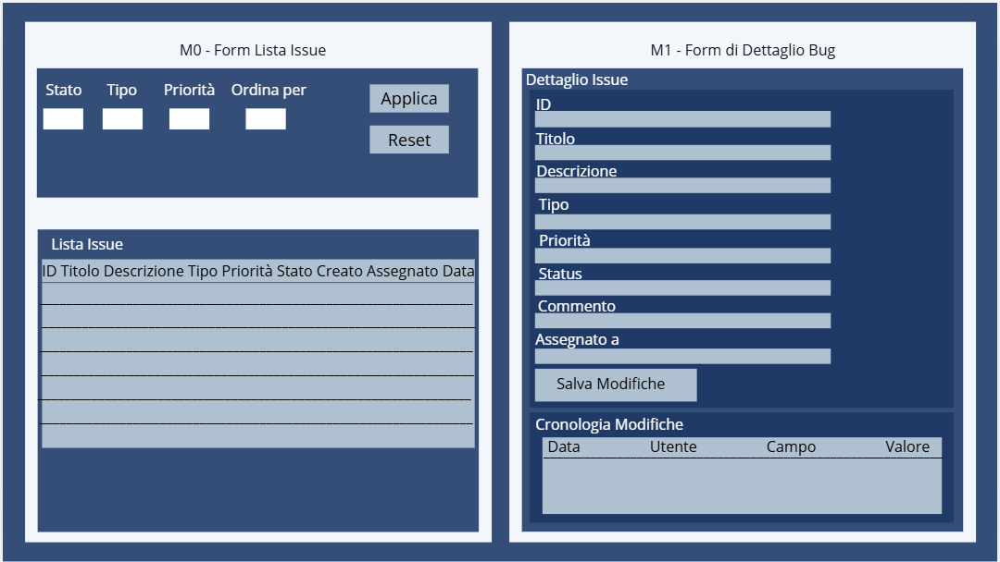 M0 - Form Lista Issue
Stato Tipo Priorità Ordina per
Applica
Reset
Lista Issue
ID Titolo Descrizione Tipo Priorità Stato Creato Assegnato Data
M1 - Form di Dettaglio Bug
Dettaglio Issue
ID
Titolo
Descrizione
Tipo
Priorità
Status
Commento
Assegnato a
Salva Modifiche
Cronologia Modifiche
Data Utente Campo Valore